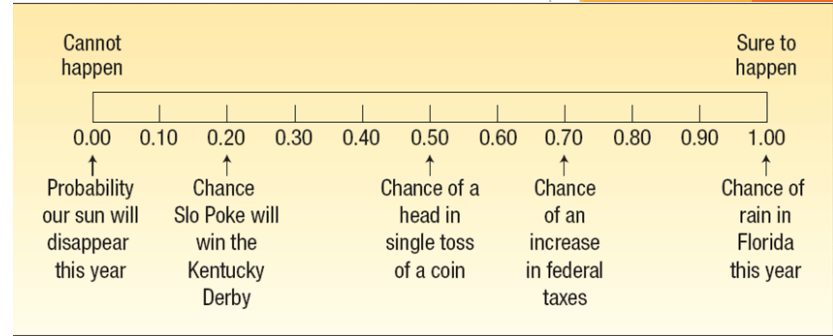 Cannot
happen
Sure to
happen
0.00 0.10 0.20 0.30 0.40 0.50 0.60 0.70 0.80 0.90 1.00
Probability
our sun will
disappear
this year
Chance
Slo Poke will
win the
Kentucky
Derby
Chance of a
head in
single toss
of a coin
Chance
of an
increase
in federal
taxes
Chance of
rain in
Florida
this year